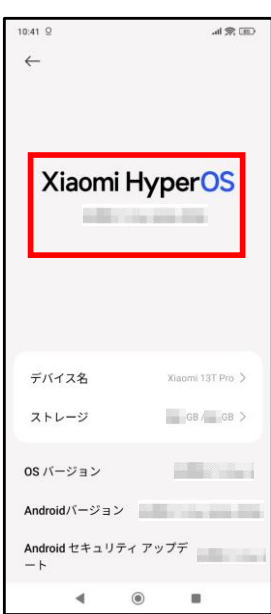 10:41
Xiaomi HyperOS
デバイス名 Xiaomi 13T Pro
ストレージ GB / GB
OS バージョン
Androidバージョン
Android セキュリティ アップデ
ート